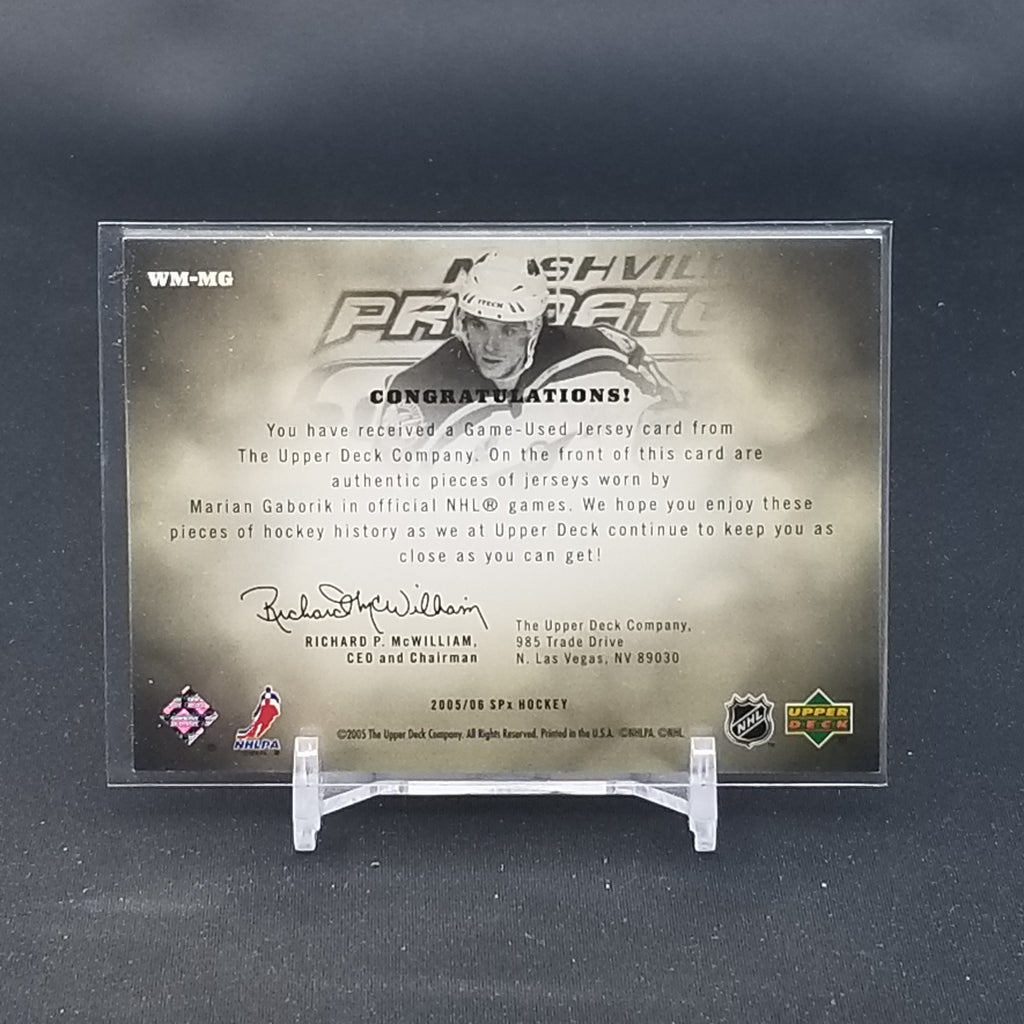 WM-MG
NASHVILL
PREDATO
ITECH
CONGRATULATIONS!
You have received a Game-Used Jersey card from
The Upper Deck Company. On the front of this card are
authentic pieces of jerseys worn by
Marian Gaborik in official NHL® games. We hope you enjoy these
pieces of hockey history as we at Upper Deck continue to keep you as
close as you can get!
Richard McWilliam
RICHARD P. McWILLIAM,
CEO and Chairman
The Upper Deck Company,
985 Trade Drive
N. Las Vegas, NV 89030
2005/06 SPx HOCKEY
©2005 The Upper Deck Company. All Rights Reserved. Printed in the U.S.A. ©NHLPA. ©NHL.
NHLPA
NHL
UPPER
DECK